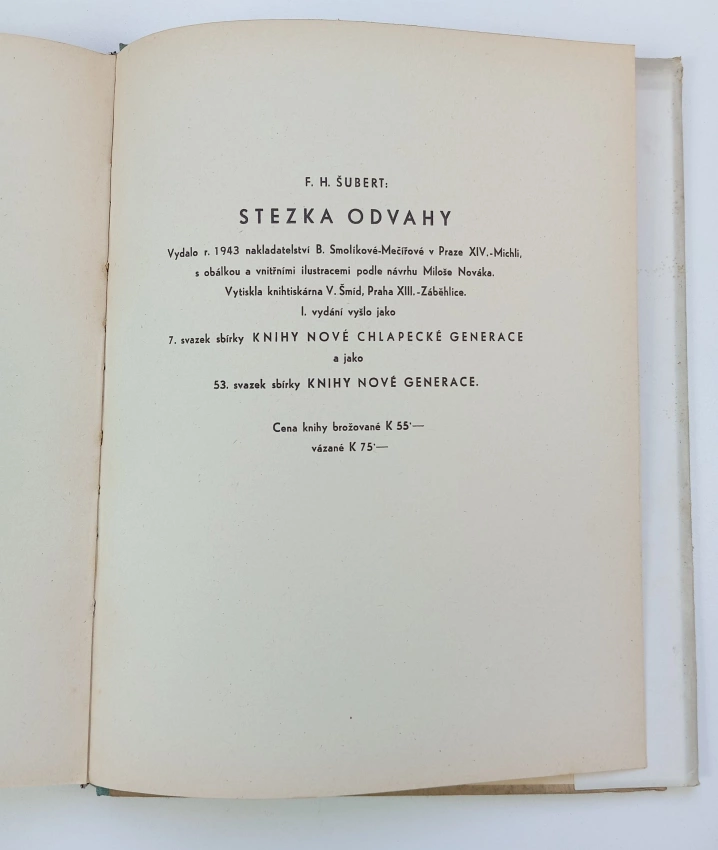 F. H. ŠUBERT:
STEZKA ODVAHY
Vydalo r. 1943 nakladatelství B. Smolíkové-Mečířové v Praze XIV.-Michli,
s obálkou a vnitřními ilustracemi podle návrhu Miloše Nováka.
Vytiskla knihtiskárna V. Šmíd, Praha XIII.-Záběhlice.
I. vydání vyšlo jako
7. svazek sbírky KNIHY NOVÉ CHLAPECKÉ GENERACE
a jako
53. svazek sbírky KNIHY NOVÉ GENERACE.
Cena knihy brožované K 55·—
vázané K 75·—